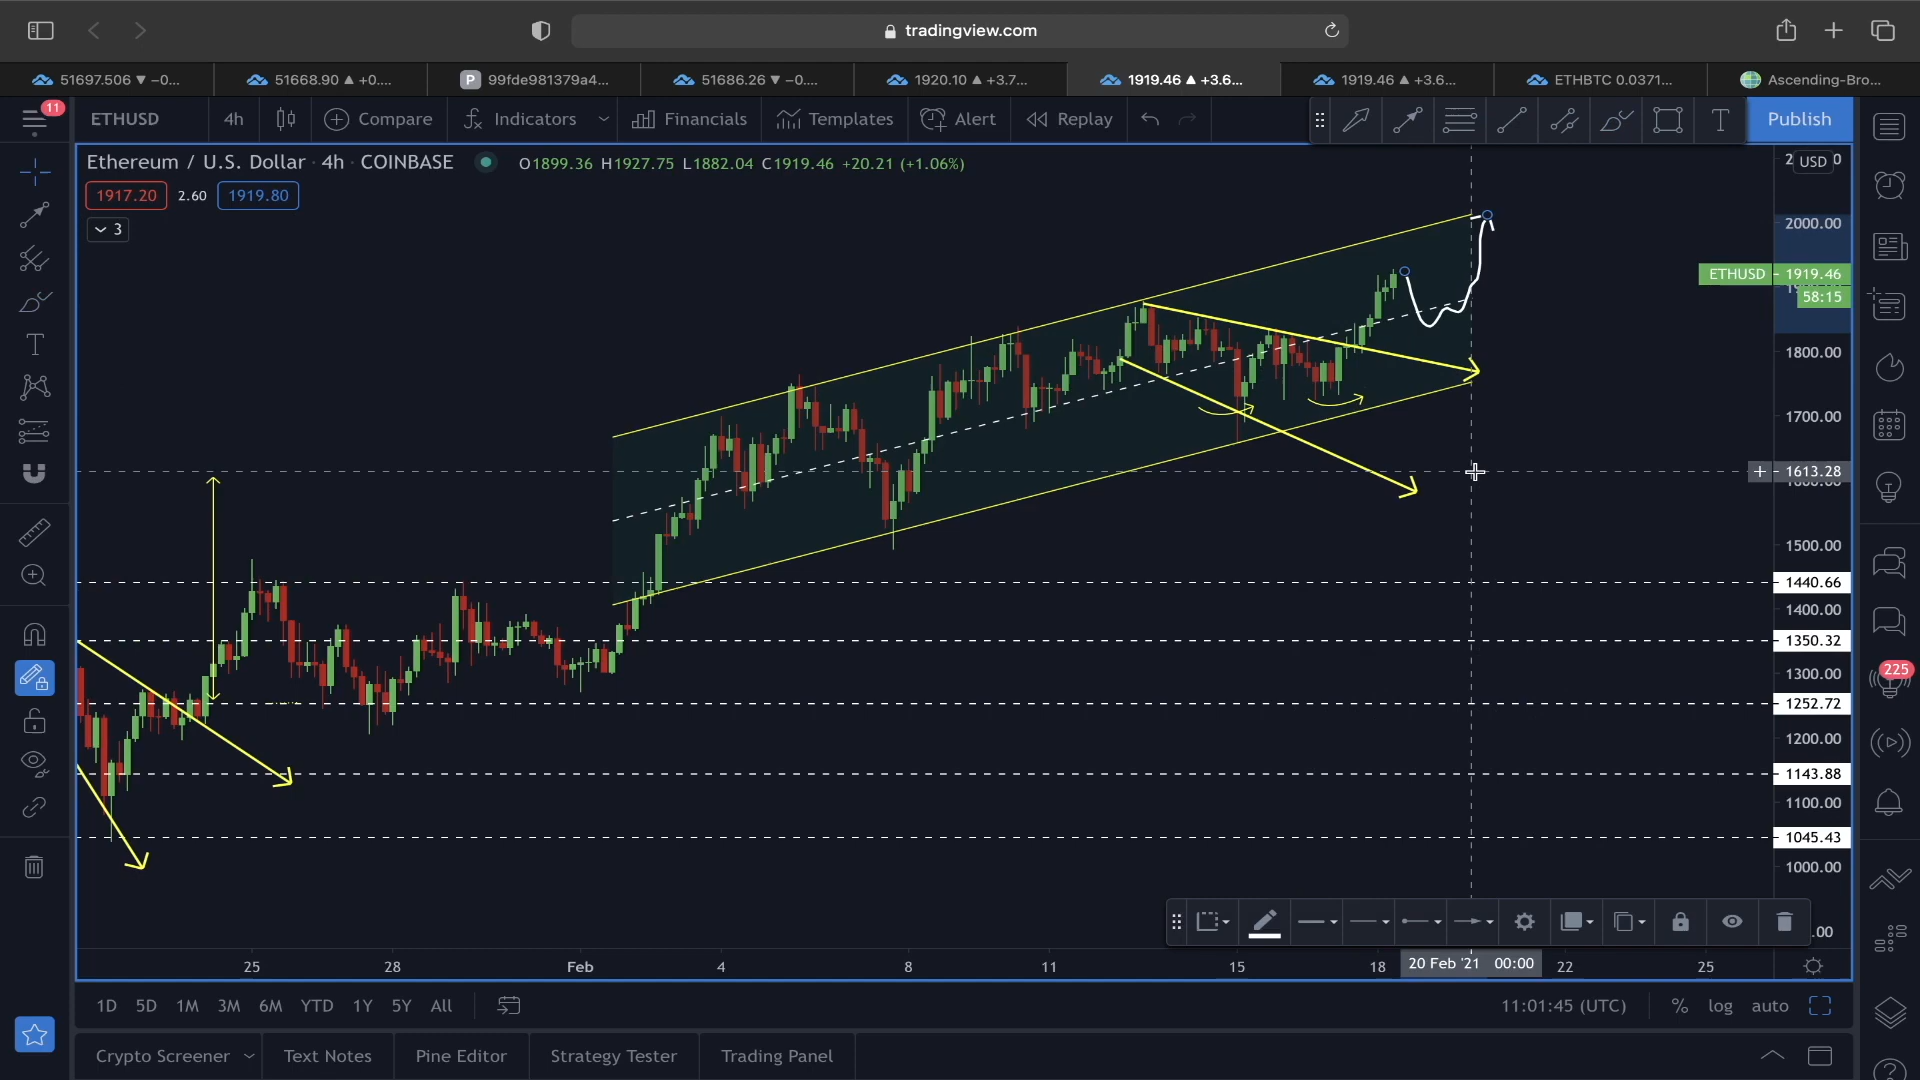 tradingview.com
51697.506 ▼ −0...
51668.90 ▲ +0....
P 99fde981379a4...
51686.26 ▼ −0....
1920.10 ▲ +3.7...
1919.46 ▲ +3.6...
1919.46 ▲ +3.6...
ETHBTC 0.0371...
Ascending-Bro...
11
ETHUSD
4h
Compare
Indicators
Financials
Templates
Alert
Replay
T
Publish
Ethereum / U.S. Dollar · 4h · COINBASE
O1899.36 H1927.75 L1882.04 C1919.46 +20.21 (+1.06%)
USD
1917.20
2.60
1919.80
3
2000.00
ETHUSD
1919.46
58:15
1800.00
1700.00
1613.28
1500.00
1440.66
1400.00
1350.32
1300.00
1252.72
1200.00
1143.88
1100.00
1045.43
1000.00
.00
225
25
28
Feb
4
8
11
15
18
20 Feb '21 00:00
22
25
1D
5D
1M
3M
6M
YTD
1Y
5Y
All
11:01:45 (UTC)
%
log
auto
Crypto Screener
Text Notes
Pine Editor
Strategy Tester
Trading Panel